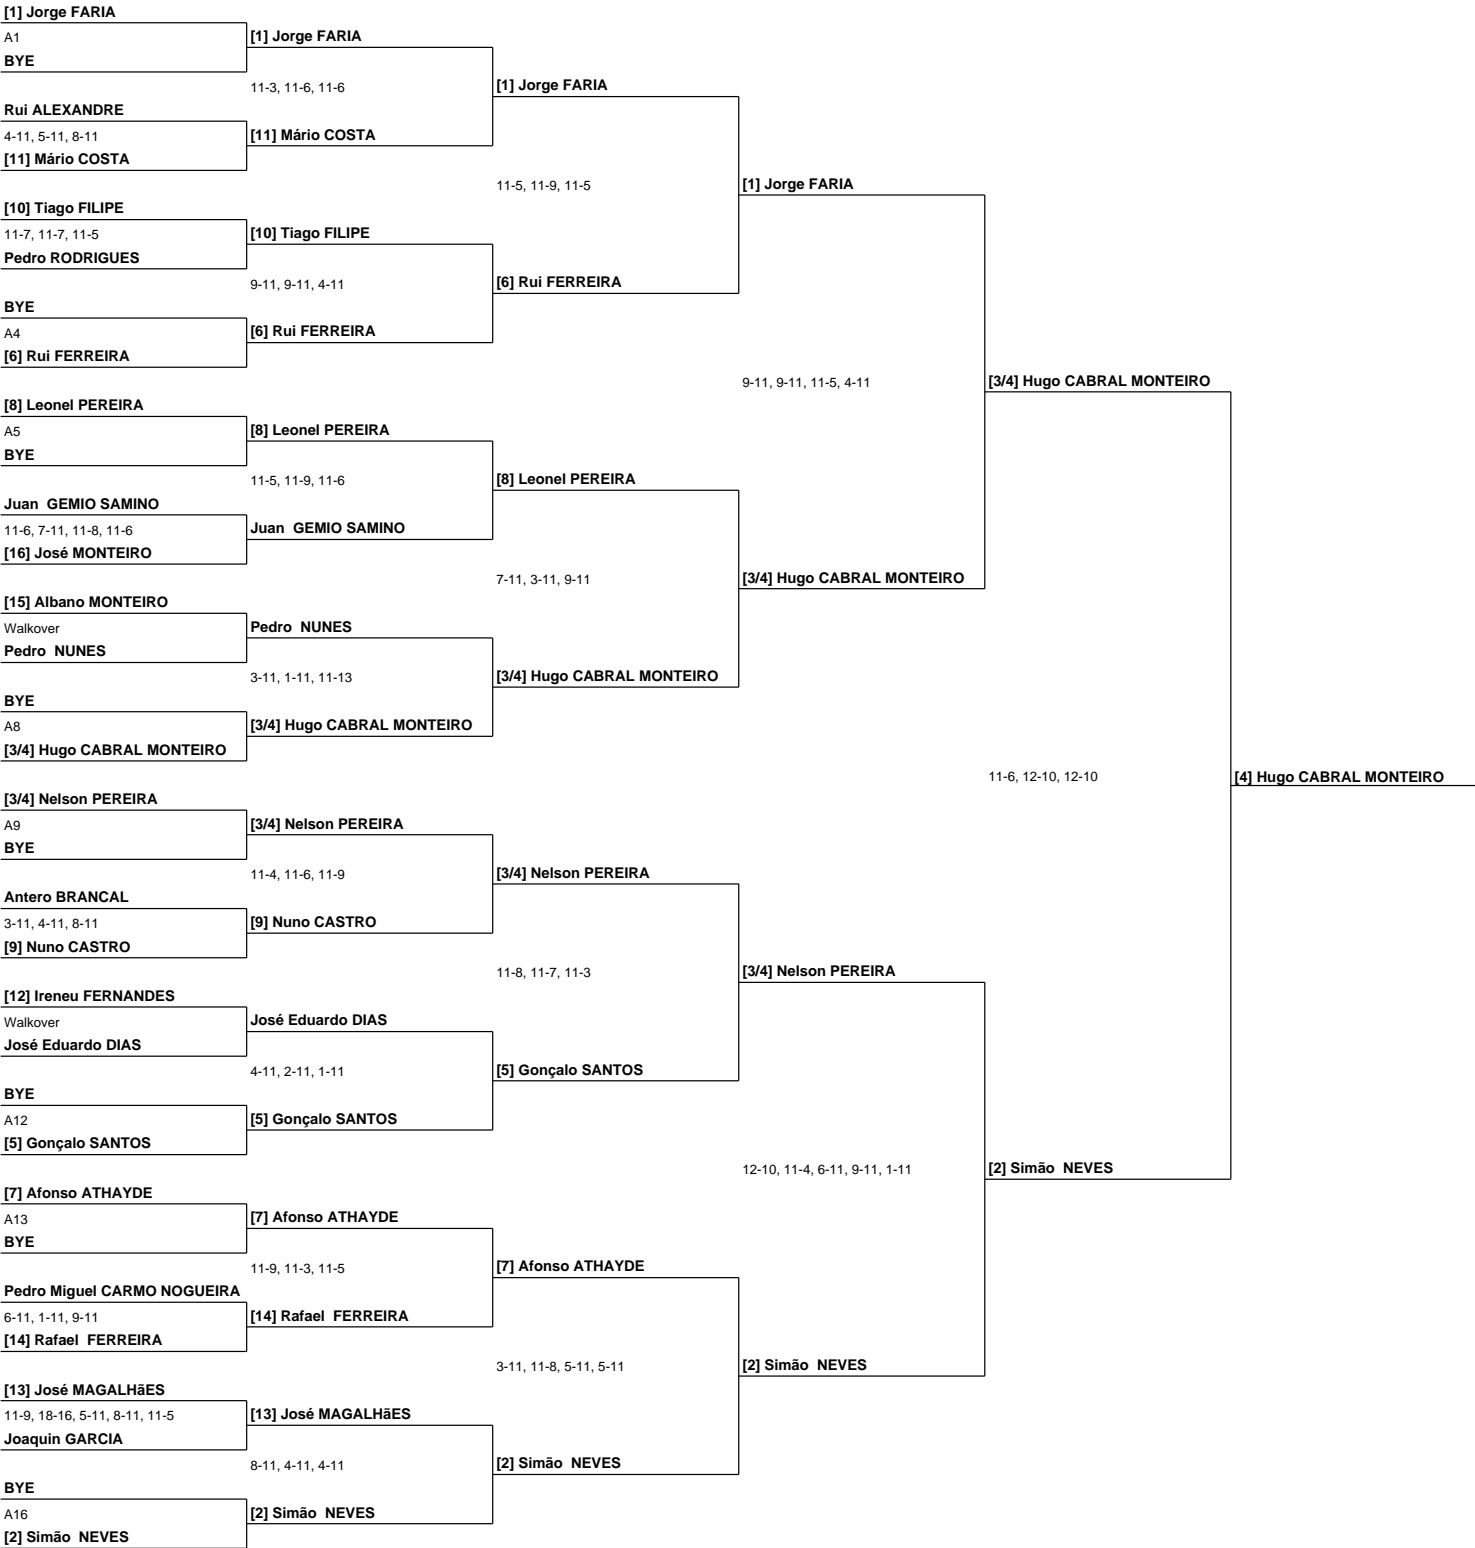 [1] Jorge FARIA
A1
BYE
Rui ALEXANDRE
4-11, 5-11, 8-11
[11] Mário COSTA
[10] Tiago FILIPE
11-7, 11-7, 11-5
Pedro RODRIGUES
BYE
A4
[6] Rui FERREIRA
[8] Leonel PEREIRA
A5
BYE
Juan  GEMIO SAMINO
11-6, 7-11, 11-8, 11-6
[16] José MONTEIRO
[15] Albano MONTEIRO
Walkover
Pedro  NUNES
BYE
A8
[3/4] Hugo CABRAL MONTEIRO
[3/4] Nelson PEREIRA
A9
BYE
Antero BRANCAL
3-11, 4-11, 8-11
[9] Nuno CASTRO
[12] Ireneu FERNANDES
Walkover
José Eduardo DIAS
BYE
A12
[5] Gonçalo SANTOS
[7] Afonso ATHAYDE
A13
BYE
Pedro Miguel CARMO NOGUEIRA
6-11, 1-11, 9-11
[14] Rafael  FERREIRA
[13] José MAGALHãES
11-9, 18-16, 5-11, 8-11, 11-5
Joaquin GARCIA
BYE
A16
[2] Simão  NEVES
[1] Jorge FARIA
11-3, 11-6, 11-6
[11] Mário COSTA
[10] Tiago FILIPE
9-11, 9-11, 4-11
[6] Rui FERREIRA
[8] Leonel PEREIRA
11-5, 11-9, 11-6
Juan  GEMIO SAMINO
Pedro  NUNES
3-11, 1-11, 11-13
[3/4] Hugo CABRAL MONTEIRO
[3/4] Nelson PEREIRA
11-4, 11-6, 11-9
[9] Nuno CASTRO
José Eduardo DIAS
4-11, 2-11, 1-11
[5] Gonçalo SANTOS
[7] Afonso ATHAYDE
11-9, 11-3, 11-5
[14] Rafael  FERREIRA
[13] José MAGALHãES
8-11, 4-11, 4-11
[2] Simão  NEVES
[1] Jorge FARIA
11-5, 11-9, 11-5
[6] Rui FERREIRA
[8] Leonel PEREIRA
7-11, 3-11, 9-11
[3/4] Hugo CABRAL MONTEIRO
[3/4] Nelson PEREIRA
11-8, 11-7, 11-3
[5] Gonçalo SANTOS
[7] Afonso ATHAYDE
3-11, 11-8, 5-11, 5-11
[2] Simão  NEVES
[1] Jorge FARIA
9-11, 9-11, 11-5, 4-11
[3/4] Hugo CABRAL MONTEIRO
[3/4] Nelson PEREIRA
12-10, 11-4, 6-11, 9-11, 1-11
[2] Simão  NEVES
[3/4] Hugo CABRAL MONTEIRO
11-6, 12-10, 12-10
[2] Simão  NEVES
[4] Hugo CABRAL MONTEIRO